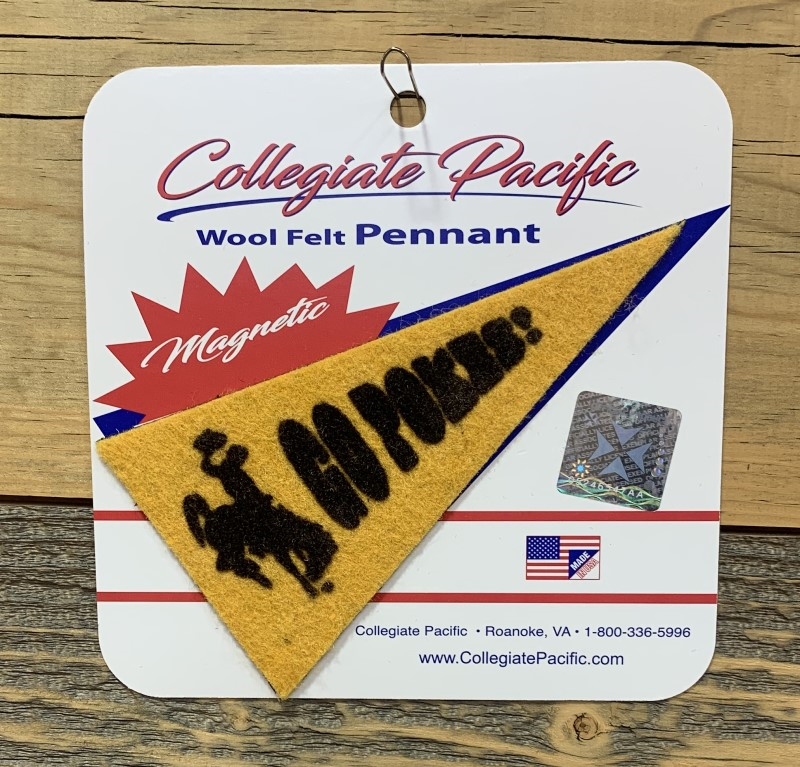 Collegiate Pacific
Wool Felt Pennant
Magnetic
GO POKES!
MADE
Collegiate Pacific • Roanoke, VA • 1-800-336-5996
www.CollegiatePacific.com